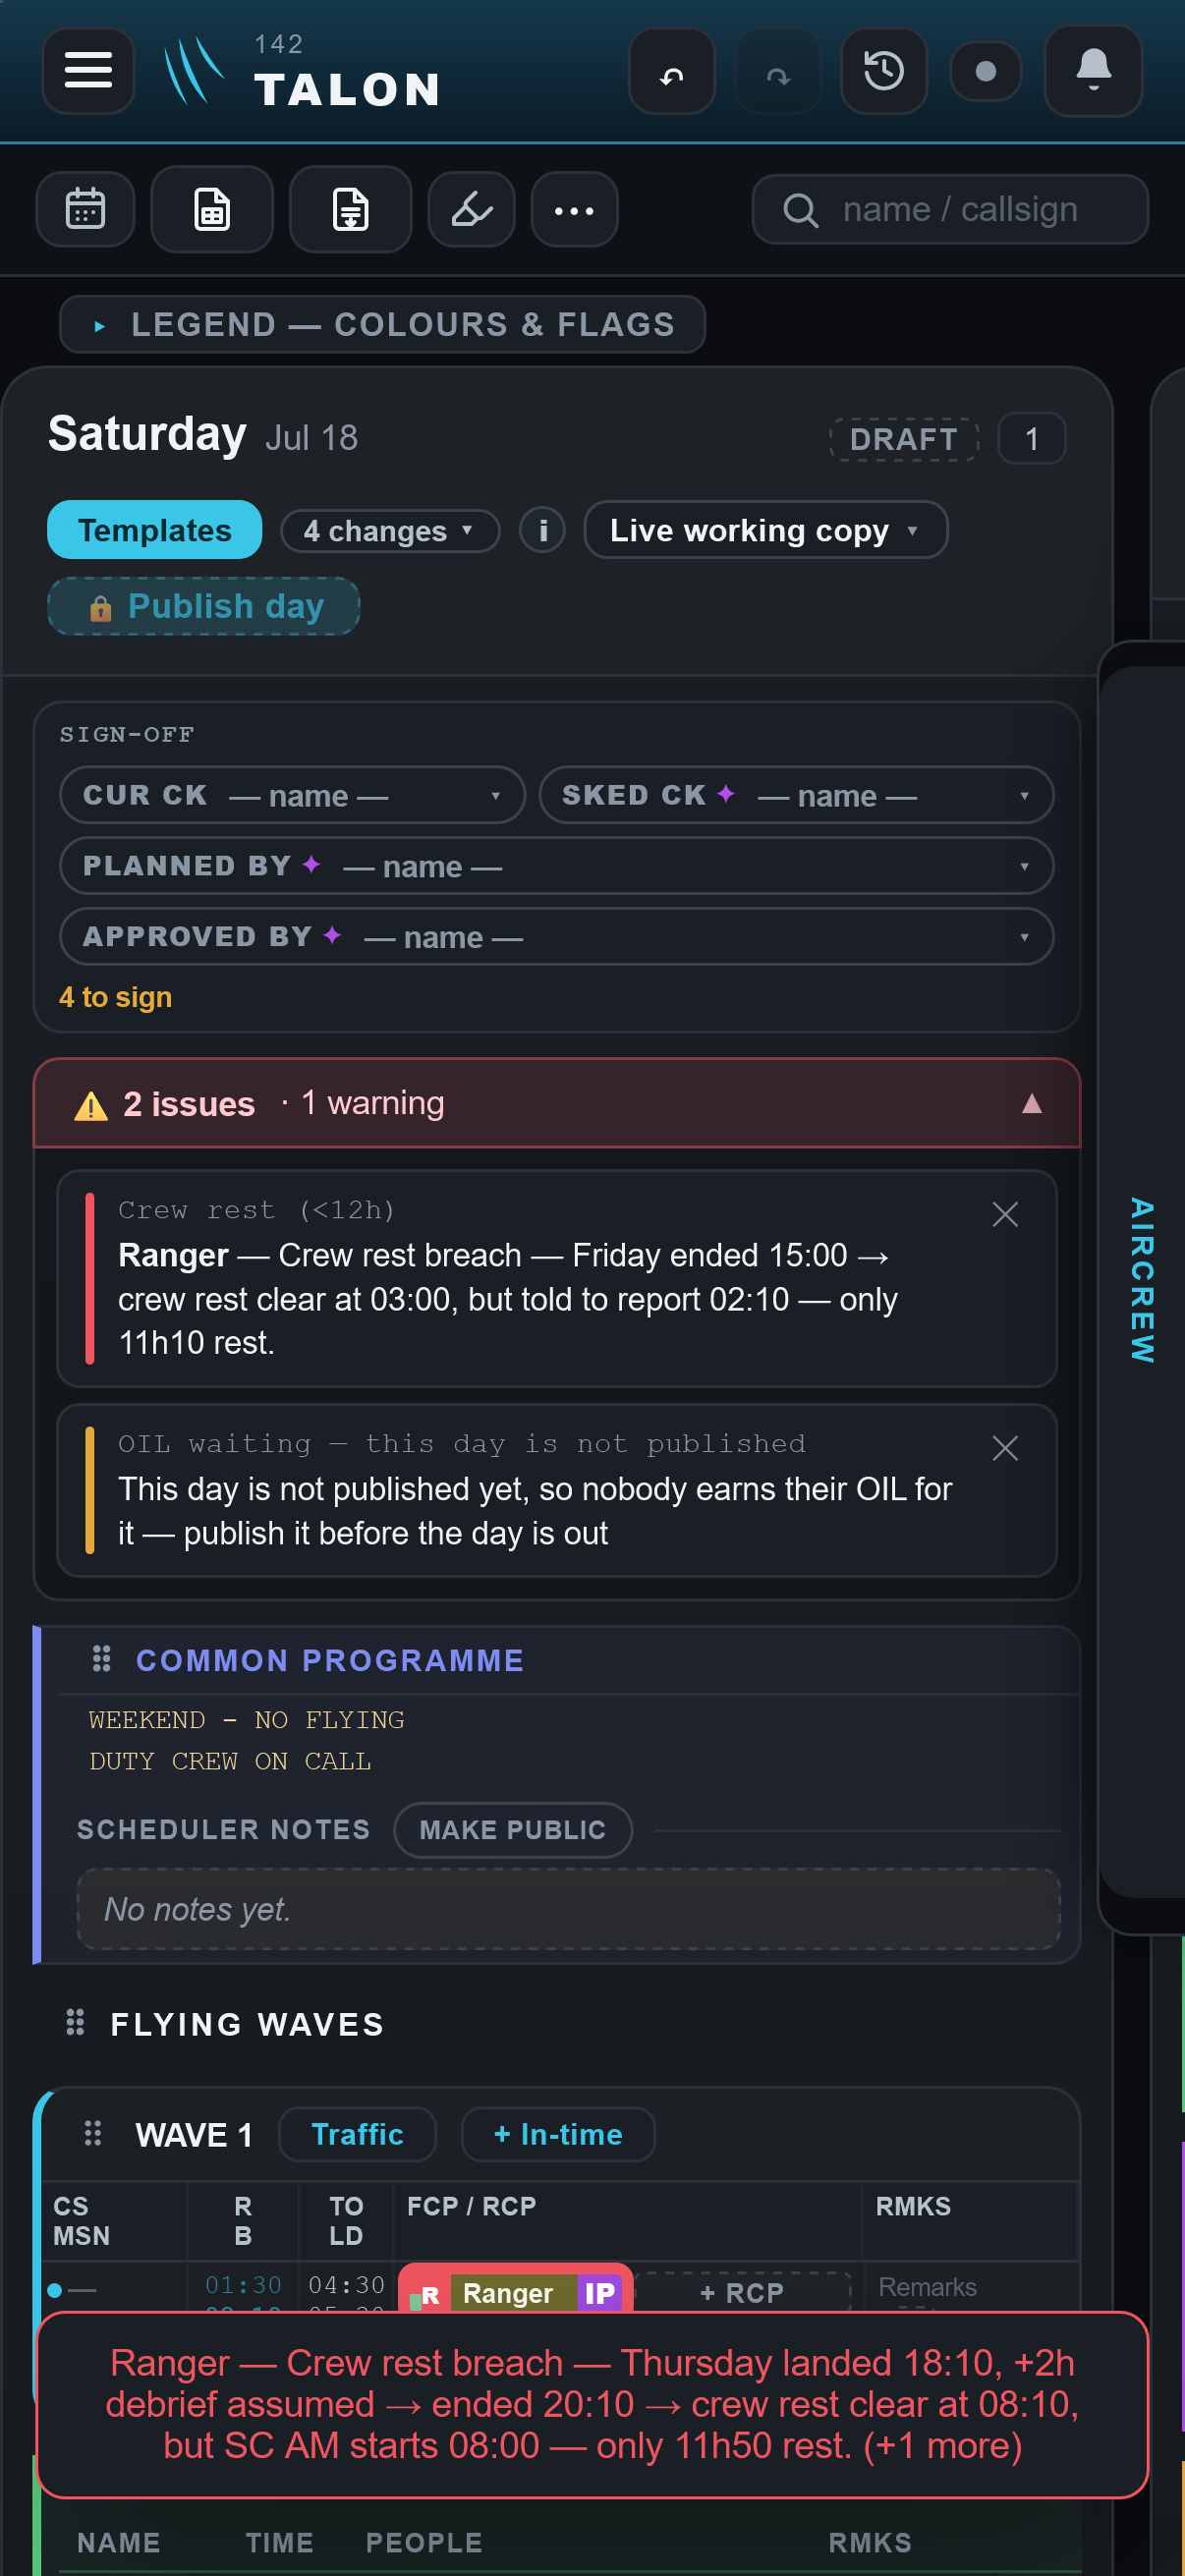 142
TALON
name / callsign
▸ LEGEND — COLOURS & FLAGS
Saturday Jul 18
DRAFT 1
Templates 4 changes ▾ i Live working copy ▾
Publish day
SIGN-OFF
CUR CK — name — ▾ SKED CK ✦ — name — ▾
PLANNED BY ✦ — name — ▾
APPROVED BY ✦ — name — ▾
4 to sign
⚠️ 2 issues · 1 warning ▲
Crew rest (<12h)
Ranger — Crew rest breach — Friday ended 15:00 →
crew rest clear at 03:00, but told to report 02:10 — only
11h10 rest.
OIL waiting — this day is not published
This day is not published yet, so nobody earns their OIL for
it — publish it before the day is out
AIRCREW
COMMON PROGRAMME
WEEKEND – NO FLYING
DUTY CREW ON CALL
SCHEDULER NOTES MAKE PUBLIC
No notes yet.
FLYING WAVES
WAVE 1 Traffic + In-time
CS R TO FCP / RCP RMKS
MSN B LD
— 01:30 04:30 R Ranger IP + RCP Remarks
Ranger — Crew rest breach — Thursday landed 18:10, +2h
debrief assumed → ended 20:10 → crew rest clear at 08:10,
but SC AM starts 08:00 — only 11h50 rest. (+1 more)
NAME TIME PEOPLE RMKS